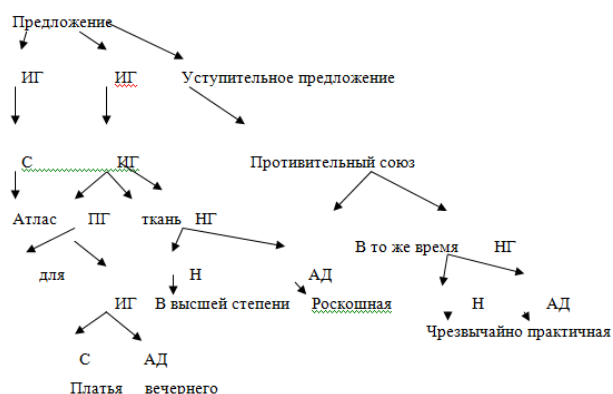 Предложение
ИГ ИГ Уступительное предложение
С ИГ Противительный союз
Атлас ПГ ткань НГ
В то же время НГ
для Н АД
ИГ В высшей степени Роскошная Н АД
Чрезвычайно практичная
С АД
Платья вечернего